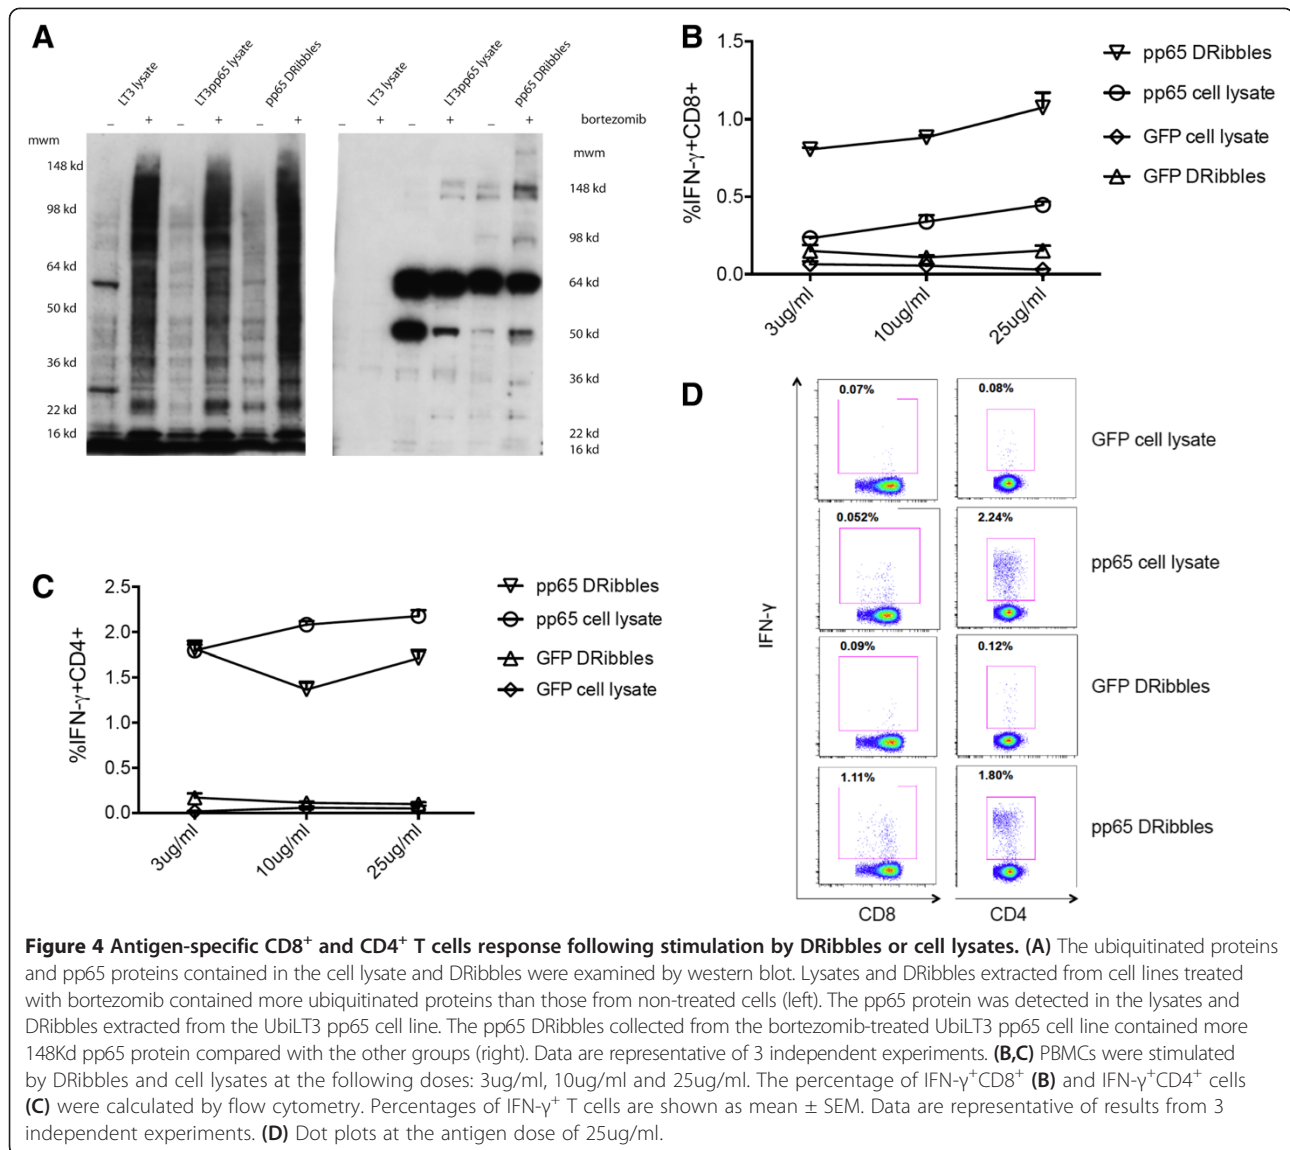 A
LT3 lysate
LT3pp65 lysate
pp65 DRibbles
– + – + – +
mwm
148 kd
98 kd
64 kd
50 kd
36 kd
22 kd
16 kd
LT3 lysate
LT3pp65 lysate
pp65 DRibbles
– + – + – + bortezomib
mwm
148 kd
98 kd
64 kd
50 kd
36 kd
22 kd
16 kd
B
%IFN-γ+CD8+
1.5
1.0
0.5
0.0
3ug/ml
10ug/ml
25ug/ml
pp65 DRibbles
pp65 cell lysate
GFP cell lysate
GFP DRibbles
C
%IFN-γ+CD4+
2.5
2.0
1.5
1.0
0.5
0.0
3ug/ml
10ug/ml
25ug/ml
pp65 DRibbles
pp65 cell lysate
GFP DRibbles
GFP cell lysate
D
IFN-γ
0.07% 0.08%
GFP cell lysate
0.052% 2.24%
pp65 cell lysate
0.09% 0.12%
GFP DRibbles
1.11% 1.80%
pp65 DRibbles
CD8 CD4
Figure 4 Antigen-specific CD8+ and CD4+ T cells response following stimulation by DRibbles or cell lysates. (A) The ubiquitinated proteins
and pp65 proteins contained in the cell lysate and DRibbles were examined by western blot. Lysates and DRibbles extracted from cell lines treated
with bortezomib contained more ubiquitinated proteins than those from non-treated cells (left). The pp65 protein was detected in the lysates and
DRibbles extracted from the UbiLT3 pp65 cell line. The pp65 DRibbles collected from the bortezomib-treated UbiLT3 pp65 cell line contained more
148Kd pp65 protein compared with the other groups (right). Data are representative of 3 independent experiments. (B,C) PBMCs were stimulated
by DRibbles and cell lysates at the following doses: 3ug/ml, 10ug/ml and 25ug/ml. The percentage of IFN-γ+CD8+ (B) and IFN-γ+CD4+ cells
(C) were calculated by flow cytometry. Percentages of IFN-γ+ T cells are shown as mean ± SEM. Data are representative of results from 3
independent experiments. (D) Dot plots at the antigen dose of 25ug/ml.